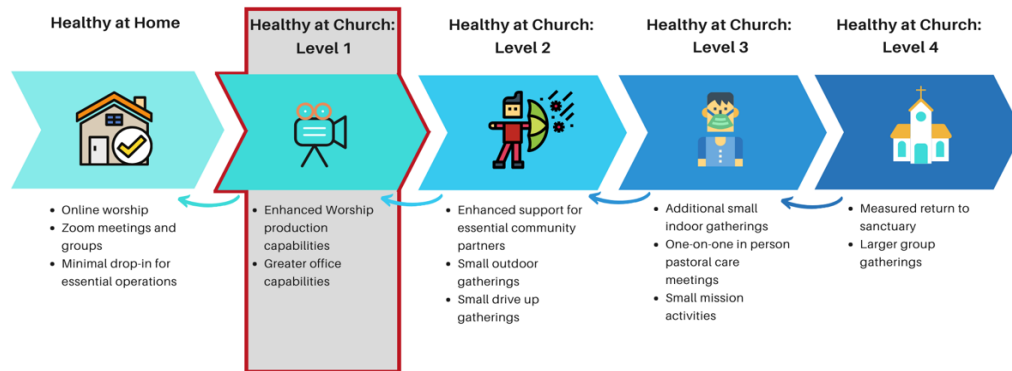 Healthy at Home
Healthy at Church:
Level 1
Healthy at Church:
Level 2
Healthy at Church:
Level 3
Healthy at Church:
Level 4
• Online worship
• Zoom meetings and
groups
• Minimal drop-in for
essential operations
• Enhanced Worship
production
capabilities
• Greater office
capabilities
• Enhanced support for
essential community
partners
• Small outdoor
gatherings
• Small drive up
gatherings
• Additional small
indoor gatherings
• One-on-one in person
pastoral care
meetings
• Small mission
activities
• Measured return to
sanctuary
• Larger group
gatherings